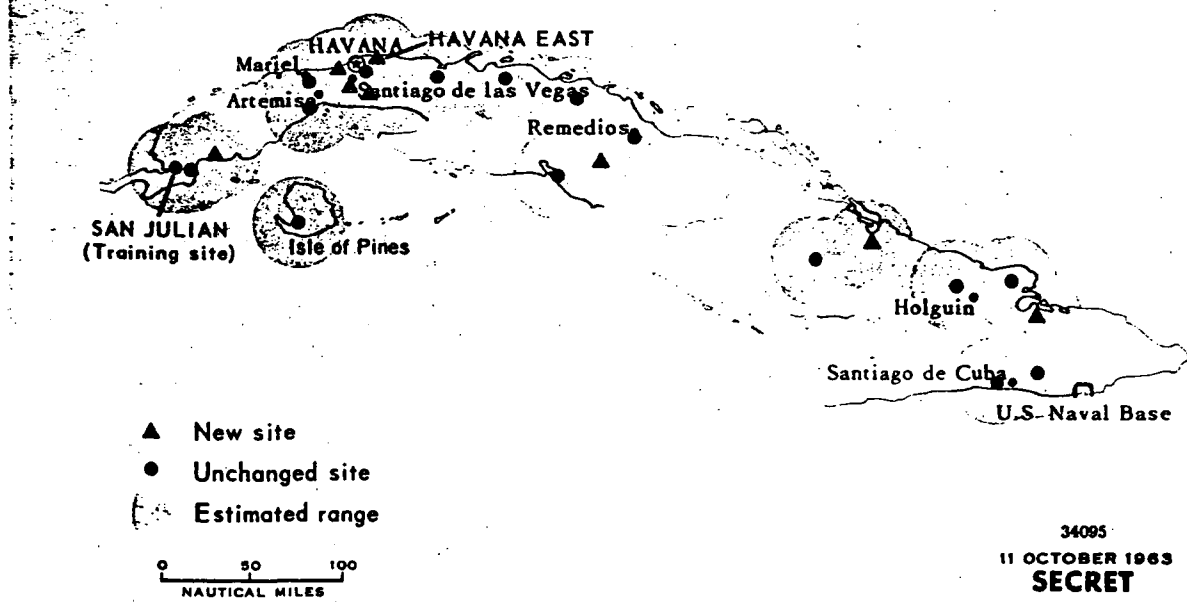 HAVANA
HAVANA EAST
Mariel
Artemisa
Santiago de las Vegas
Remedios
SAN JULIAN
(Training site)
Isle of Pines
Holguin
Santiago de Cuba
U.S. Naval Base
New site
Unchanged site
Estimated range
0 50 100
NAUTICAL MILES
34095
11 OCTOBER 1963
SECRET